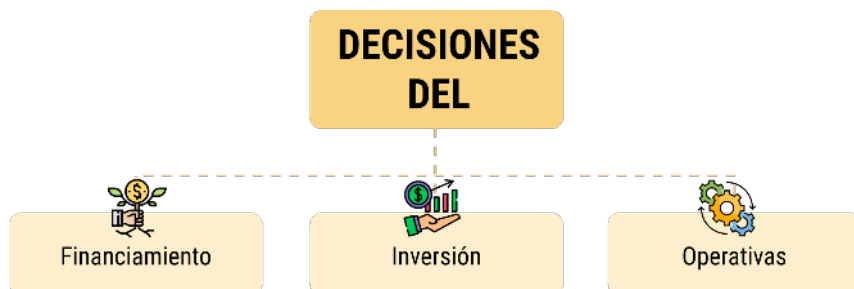 DECISIONES
DEL
Financiamiento
Inversión
Operativas